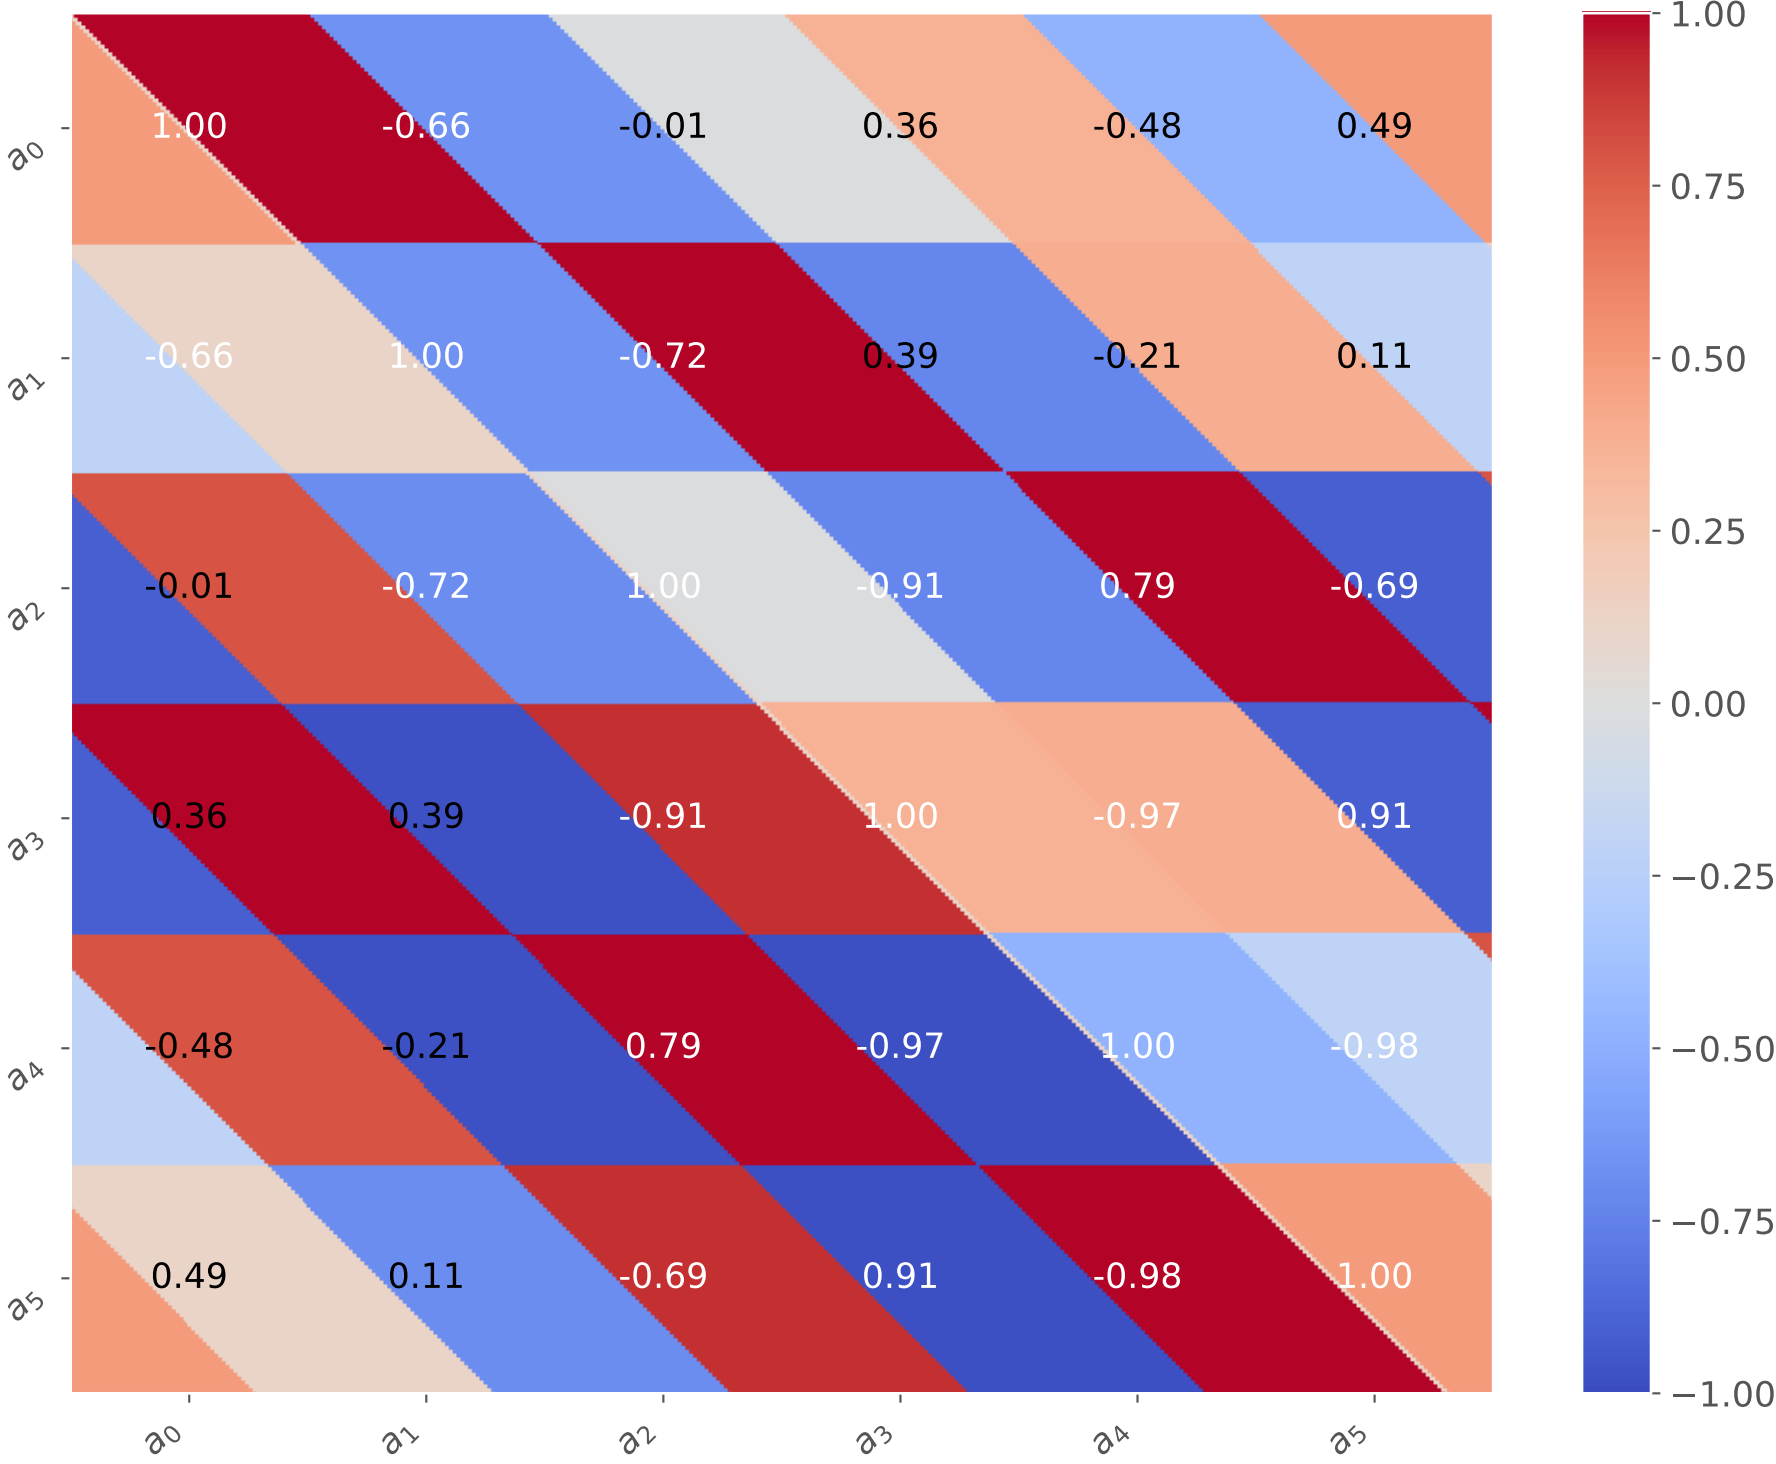 1.00
a0 1.00 -0.66 -0.01 0.36 -0.48 0.49
0.75
a1 -0.66 1.00 -0.72 0.39 -0.21 0.11
0.50
0.25
a2 -0.01 -0.72 1.00 -0.91 0.79 -0.69
0.00
a3 0.36 0.39 -0.91 1.00 -0.97 0.91
−0.25
a4 -0.48 -0.21 0.79 -0.97 1.00 -0.98
−0.50
−0.75
a5 0.49 0.11 -0.69 0.91 -0.98 1.00
−1.00
a0 a1 a2 a3 a4 a5